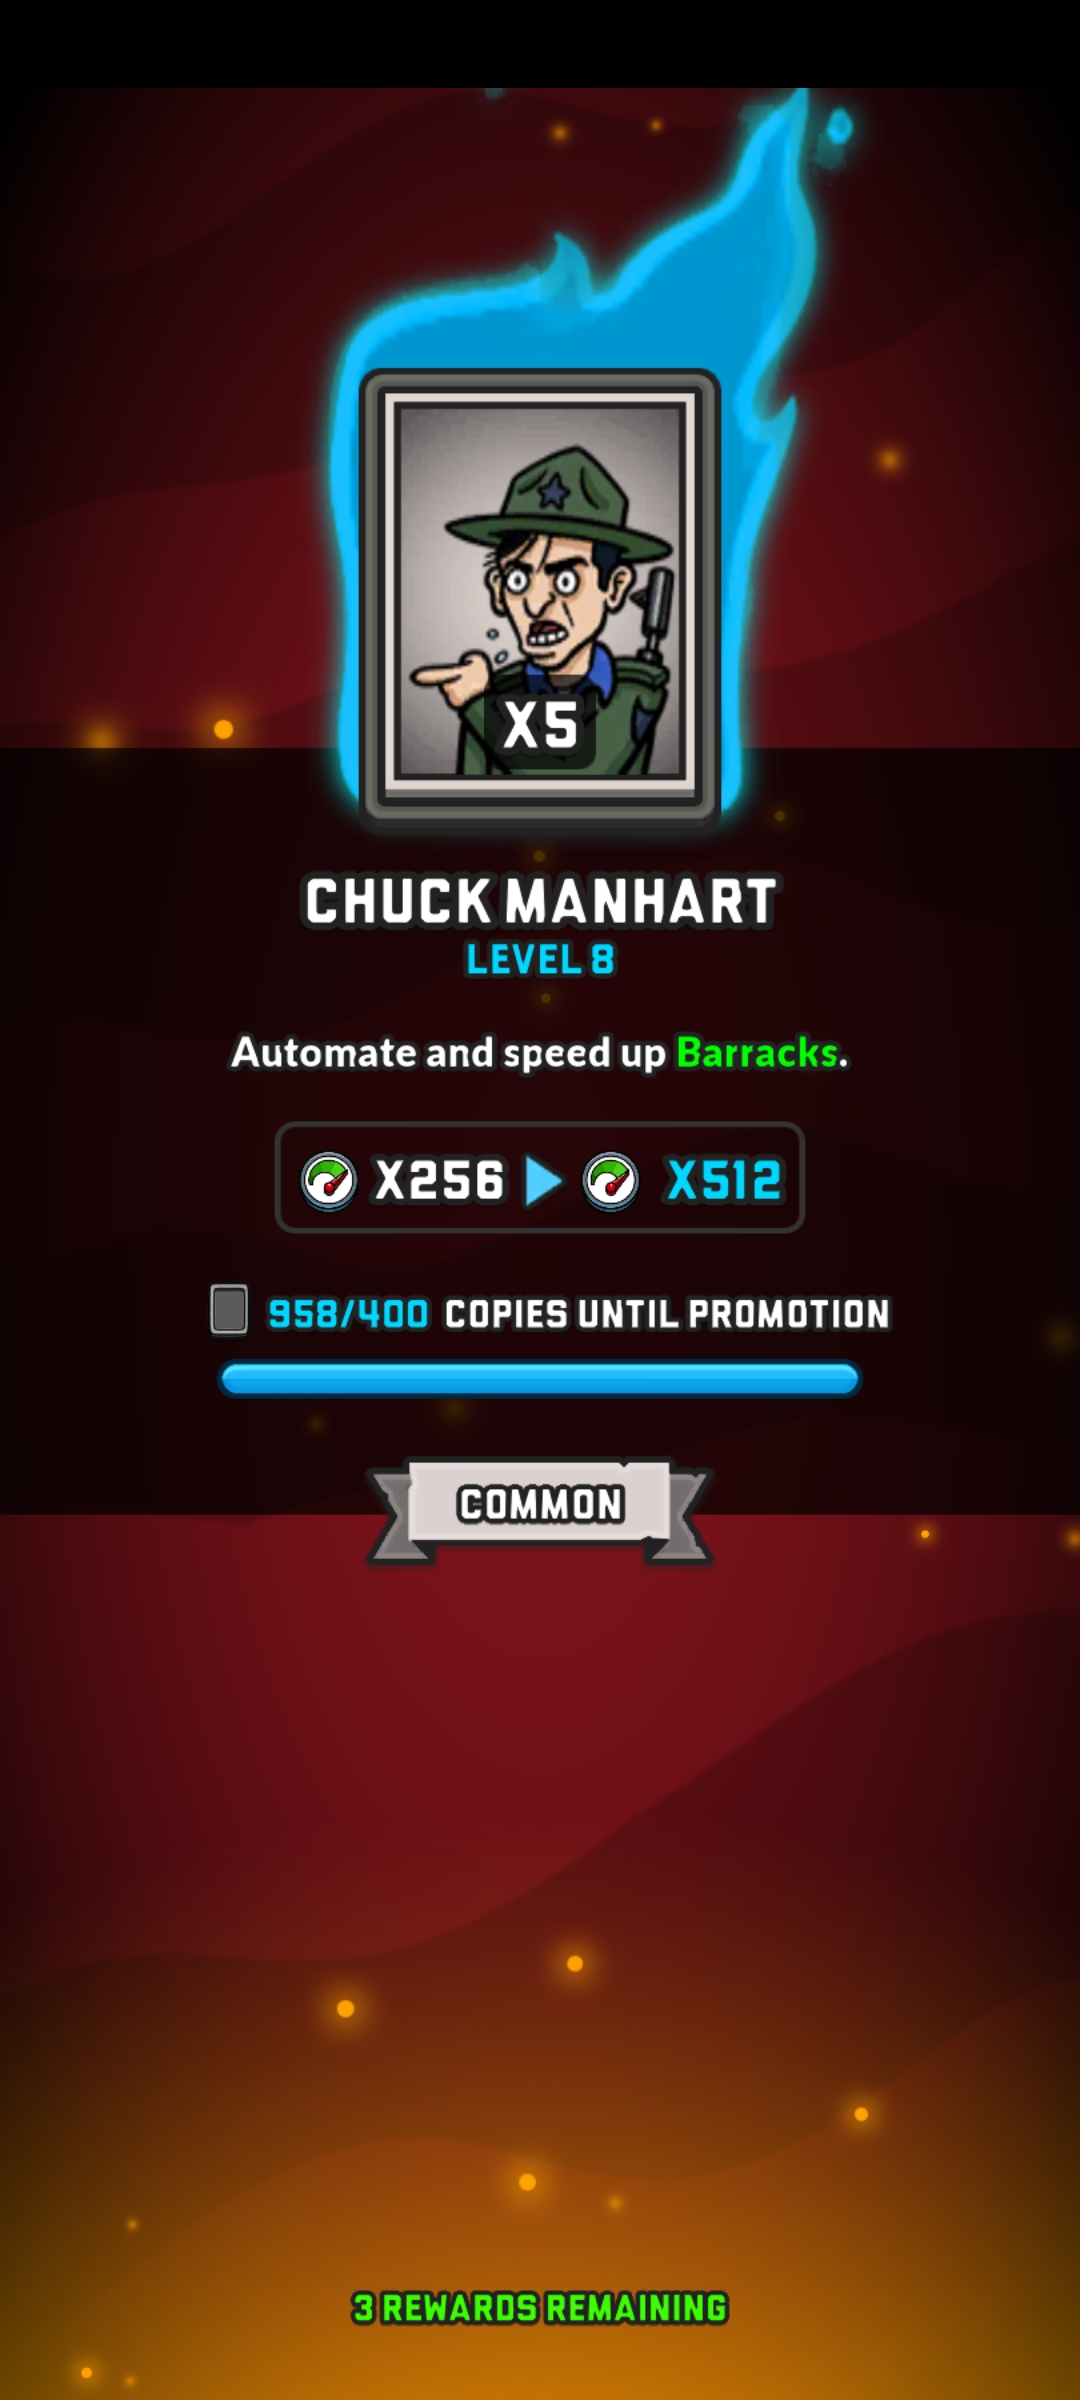 X5
CHUCK MANHART
LEVEL 8
Automate and speed up Barracks.
X256 X512
958/400 COPIES UNTIL PROMOTION
COMMON
3 REWARDS REMAINING